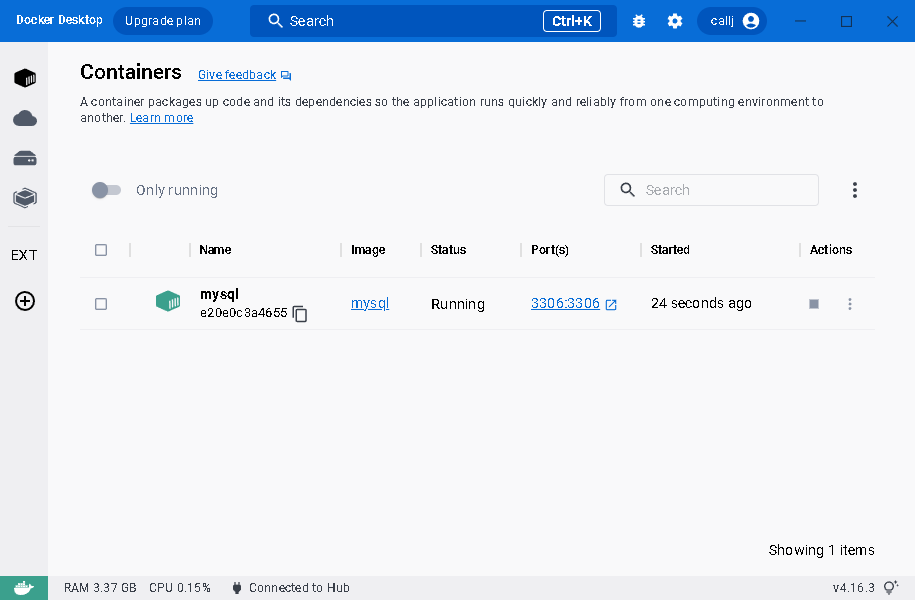 Docker Desktop Upgrade plan Search Ctrl+K callj
Containers Give feedback
A container packages up code and its dependencies so the application runs quickly and reliably from one computing environment to
another. Learn more
Only running Search
EXT
Name Image Status Port(s) Started Actions
mysql
e20e0c3a4655 mysql Running 3306:3306 24 seconds ago
Showing 1 items
RAM 3.37 GB CPU 0.15% Connected to Hub v4.16.3